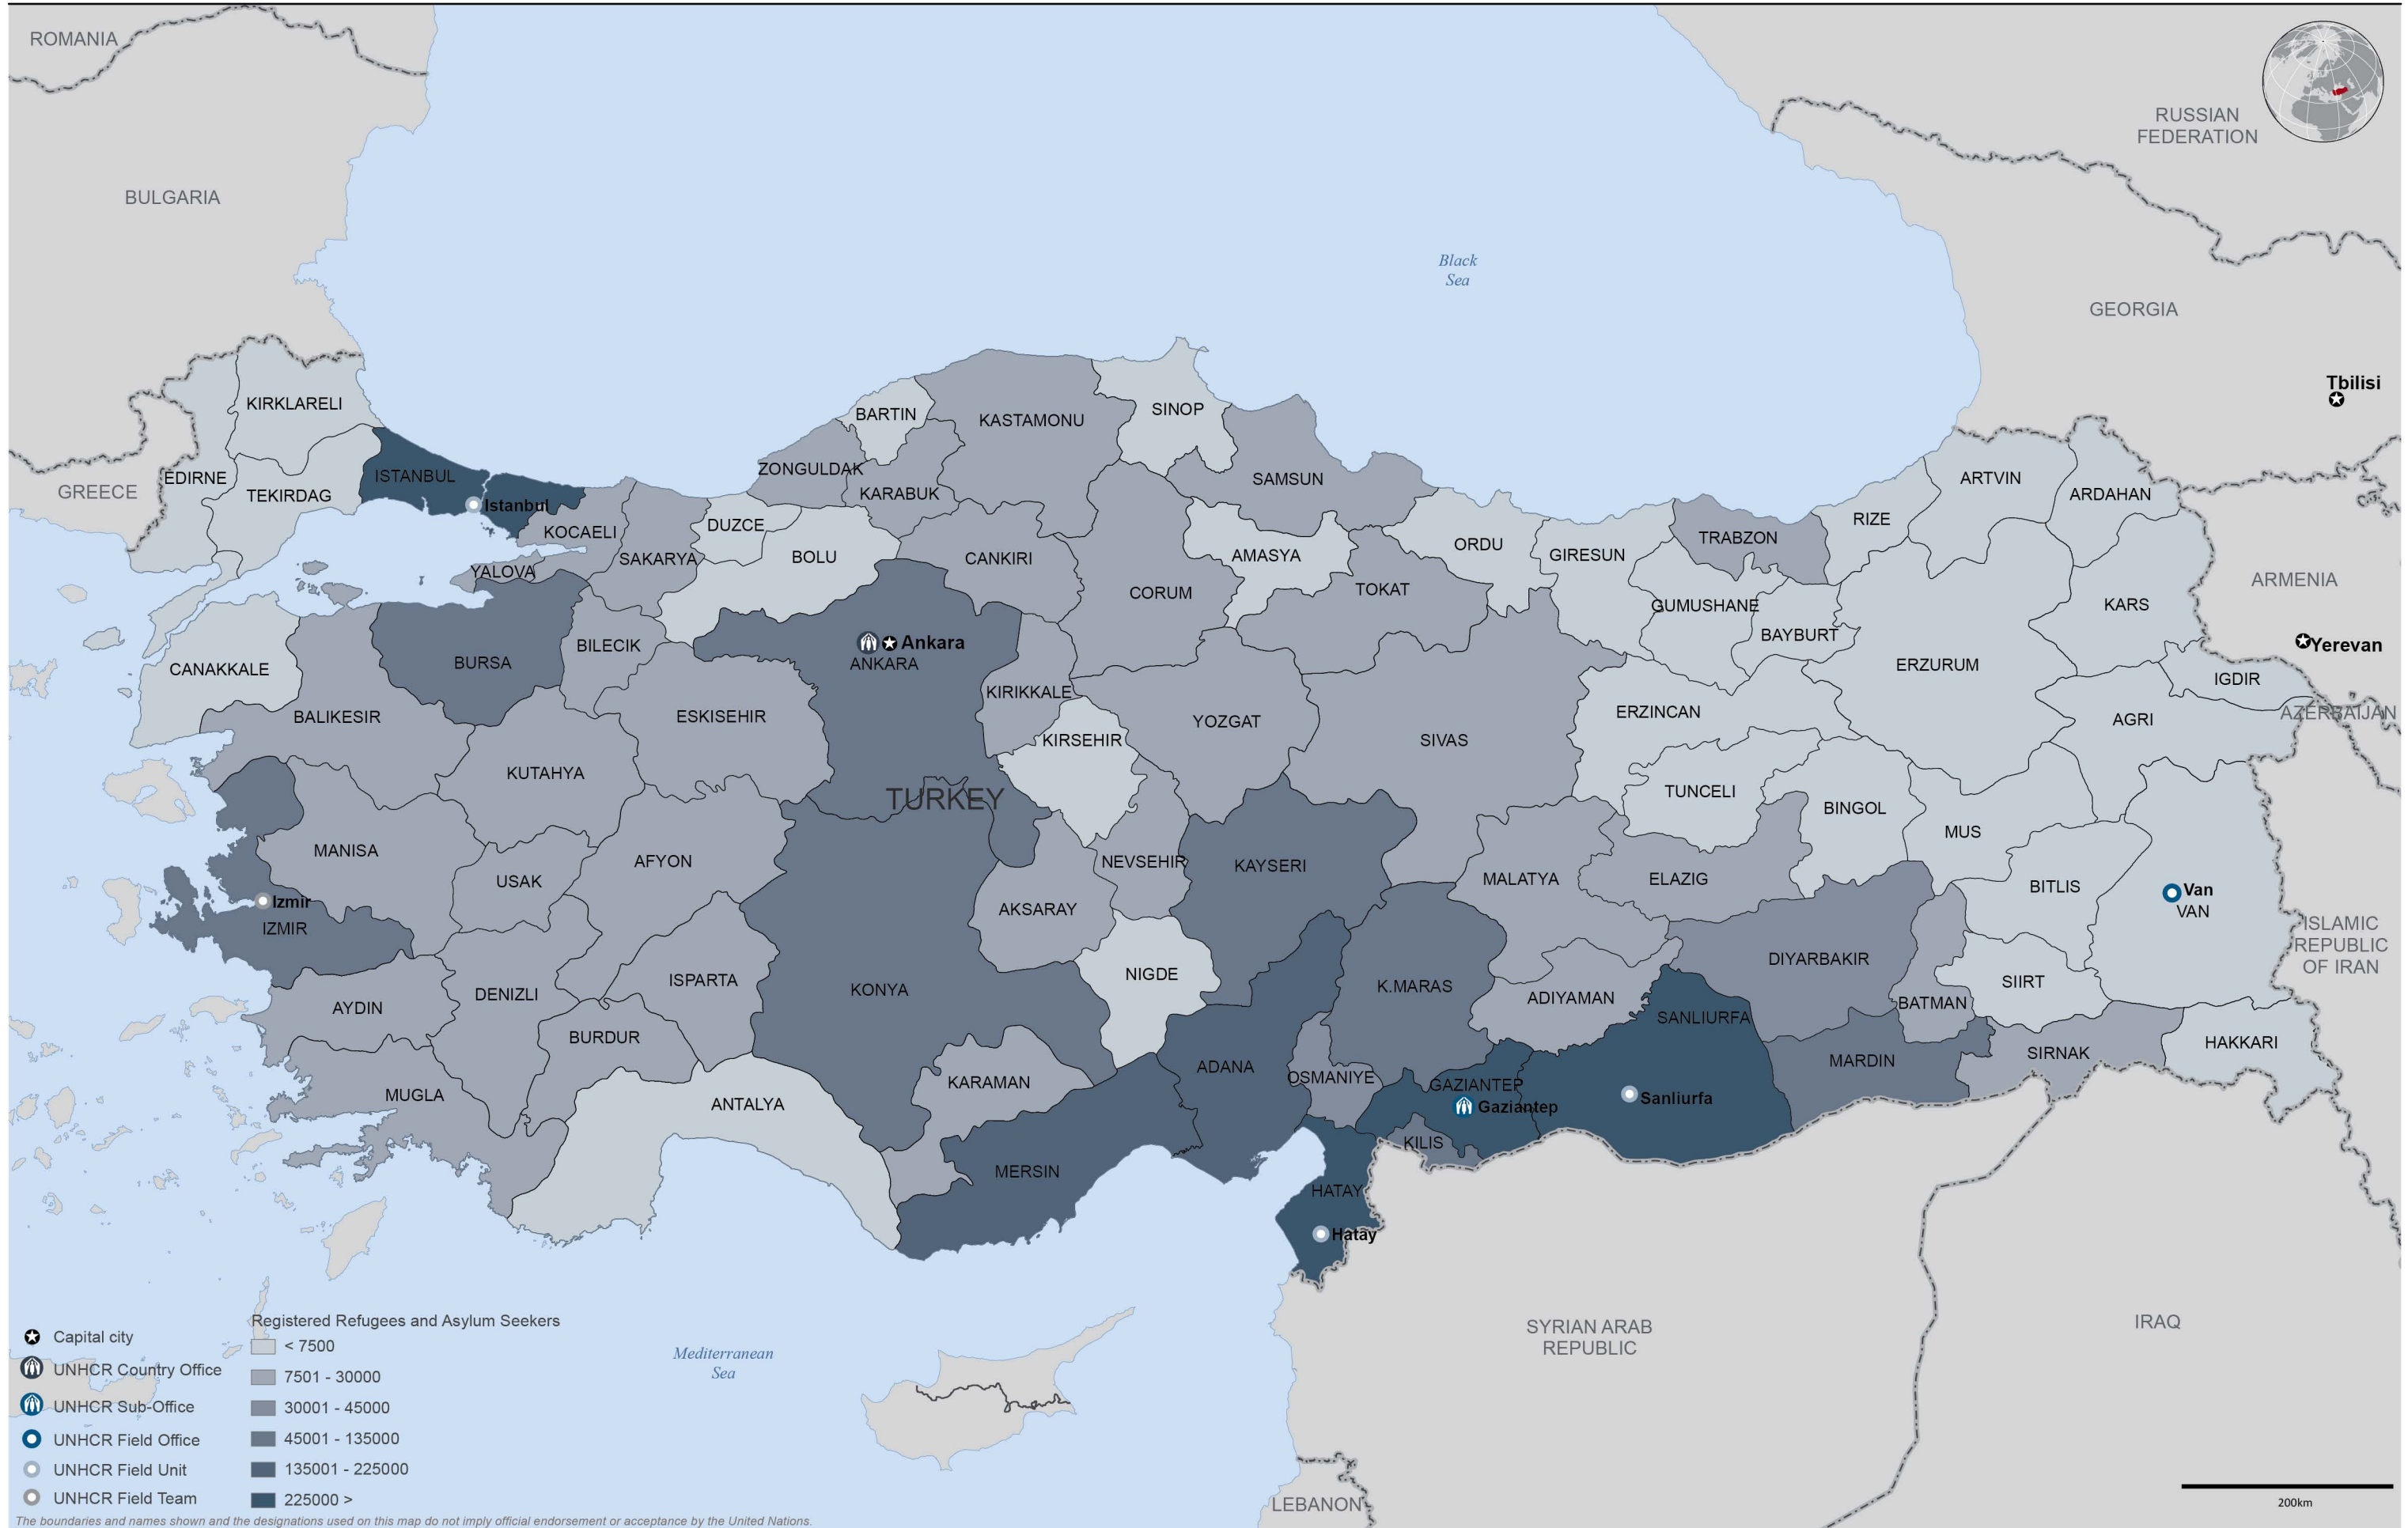 ROMANIA
RUSSIAN
FEDERATION
BULGARIA
Black
Sea
GEORGIA
Tbilisi
KIRKLARELI
BARTIN
SINOP
KASTAMONU
EDIRNE
ISTANBUL
ZONGULDAK
SAMSUN
ARTVIN
GREECE
TEKIRDAG
Istanbul
KARABUK
ARDAHAN
KOCAELI
DUZCE
RIZE
SAKARYA
BOLU
CANKIRI
AMASYA
ORDU
GIRESUN
TRABZON
YALOVA
CORUM
TOKAT
ARMENIA
GUMUSHANE
KARS
BAYBURT
BILECIK
Ankara
Yerevan
CANAKKALE
BURSA
ANKARA
ERZURUM
IGDIR
KIRIKKALE
BALIKESIR
ESKISEHIR
YOZGAT
ERZINCAN
AGRI
AZERBAIJAN
KIRSEHIR
SIVAS
KUTAHYA
TURKEY
TUNCELI
BINGOL
MANISA
AFYON
NEVSEHIR
KAYSERI
MUS
USAK
MALATYA
ELAZIG
BITLIS
Van
VAN
Izmir
IZMIR
AKSARAY
ISLAMIC
REPUBLIC
OF IRAN
DIYARBAKIR
NIGDE
ISPARTA
KONYA
K.MARAS
SIIRT
AYDIN
DENIZLI
ADIYAMAN
BATMAN
SANLIURFA
BURDUR
HAKKARI
ADANA
MARDIN
SIRNAK
OSMANIYE
KARAMAN
GAZIANTEP
MUGLA
ANTALYA
Gaziantep
Sanliurfa
KILIS
MERSIN
HATAY
Hatay
SYRIAN ARAB
REPUBLIC
IRAQ
Mediterranean
Sea
LEBANON
Capital city
UNHCR Country Office
UNHCR Sub-Office
UNHCR Field Office
UNHCR Field Unit
UNHCR Field Team
Registered Refugees and Asylum Seekers
< 7500
7501 - 30000
30001 - 45000
45001 - 135000
135001 - 225000
225000 >
200km
The boundaries and names shown and the designations used on this map do not imply official endorsement or acceptance by the United Nations.